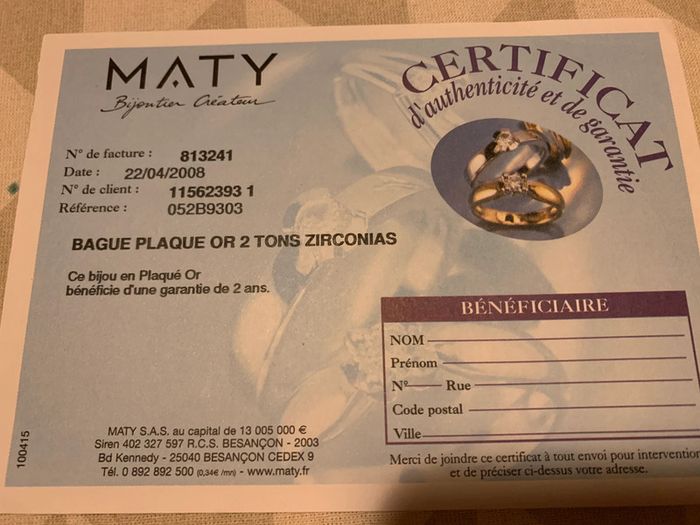 MATY
Bijoutier Créateur
CERTIFICAT
d'authenticité et de garantie
N° de facture : 813241
Date : 22/04/2008
N° de client : 11562393 1
Référence : 052B9303
BAGUE PLAQUE OR 2 TONS ZIRCONIAS
Ce bijou en Plaqué Or
bénéficie d'une garantie de 2 ans.
BÉNÉFICIAIRE
NOM
Prénom
N° Rue
Code postal
Ville
Merci de joindre ce certificat à tout envoi pour intervention
et de préciser ci-dessus votre adresse.
MATY S.A.S. au capital de 13 005 000 €
Siren 402 327 597 R.C.S. BESANÇON - 2003
Bd Kennedy - 25040 BESANÇON CEDEX 9
Tél. 0 892 892 500 (0,34€ /mn) - www.maty.fr
100415